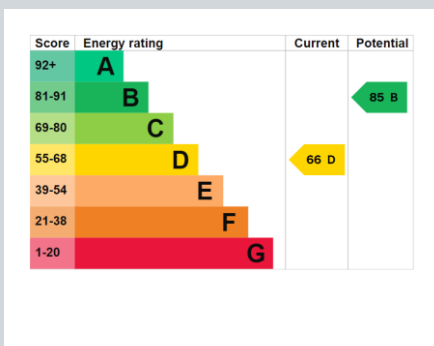 Score Energy rating Current Potential
92+ A
81-91 B 85 B
69-80 C
55-68 D 66 D
39-54 E
21-38 F
1-20 G